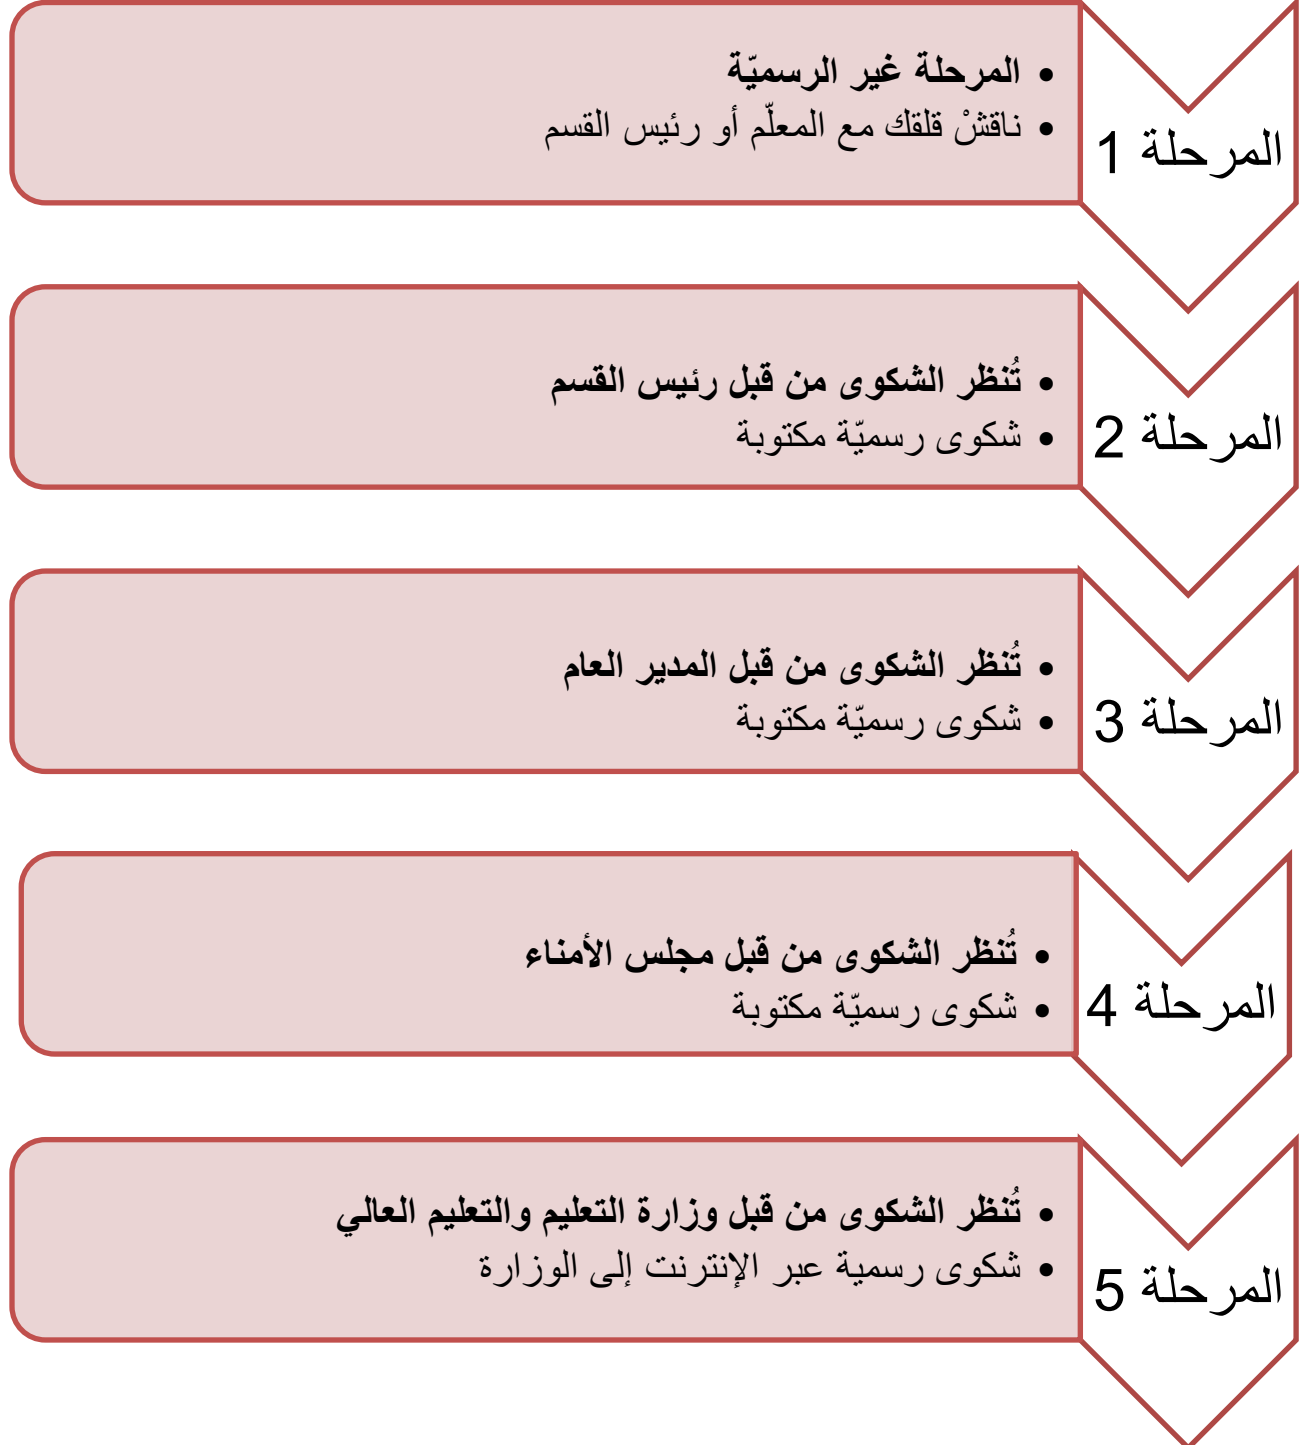 المرحلة 1
• المرحلة غير الرسميّة
• ناقشْ قلقك مع المعلّم أو رئيس القسم
المرحلة 2
• تُنظر الشكوى من قبل رئيس القسم
• شكوى رسميّة مكتوبة
المرحلة 3
• تُنظر الشكوى من قبل المدير العام
• شكوى رسميّة مكتوبة
المرحلة 4
• تُنظر الشكوى من قبل مجلس الأمناء
• شكوى رسميّة مكتوبة
المرحلة 5
• تُنظر الشكوى من قبل وزارة التعليم والتعليم العالي
• شكوى رسمية عبر الإنترنت إلى الوزارة